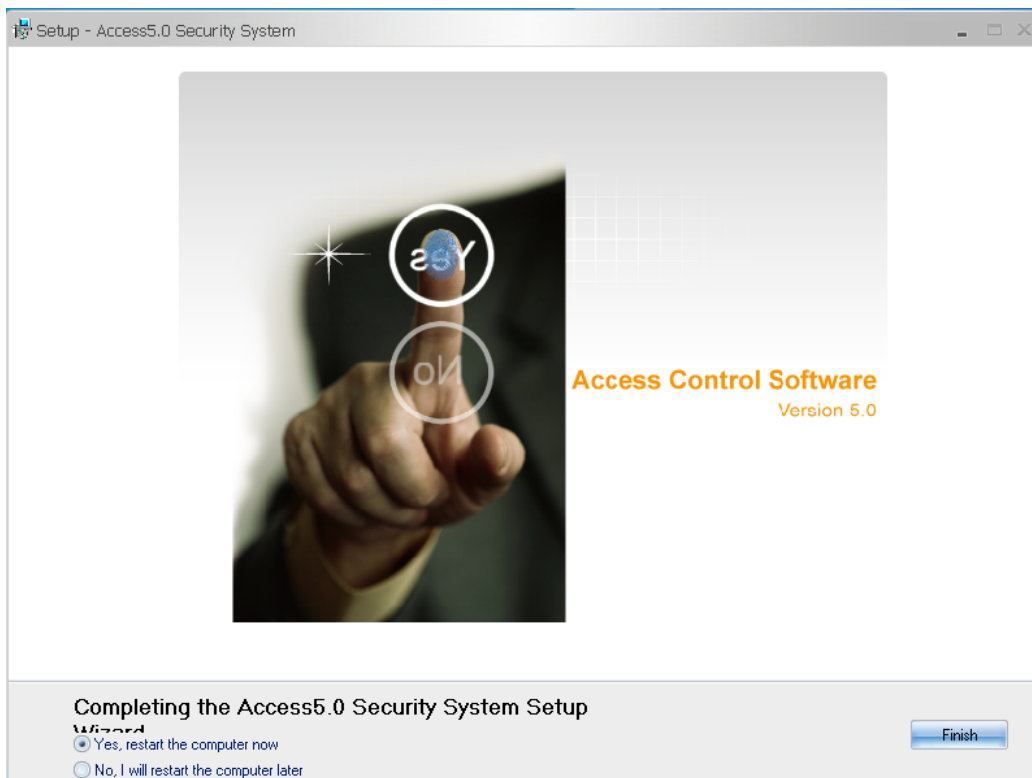 Setup - Access5.0 Security System
Yes
No
Access Control Software
Version 5.0
Completing the Access5.0 Security System Setup
Wizard
Yes, restart the computer now
Finish
No, I will restart the computer later